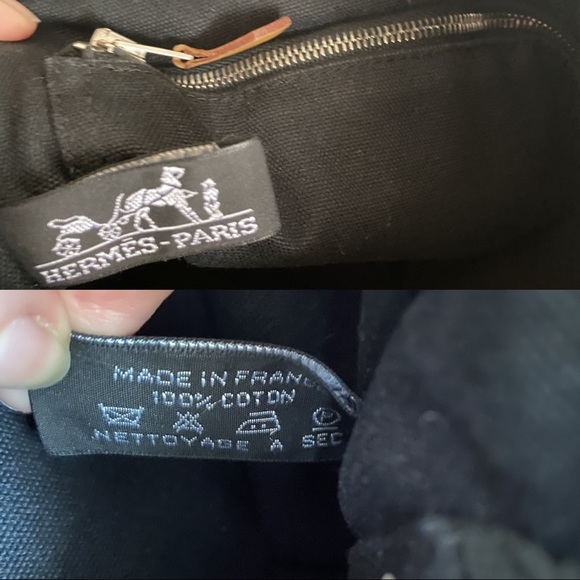 HERMÈS-PARIS
MADE IN FRANCE
100% COTON
P
NETTOYAGE A SEC